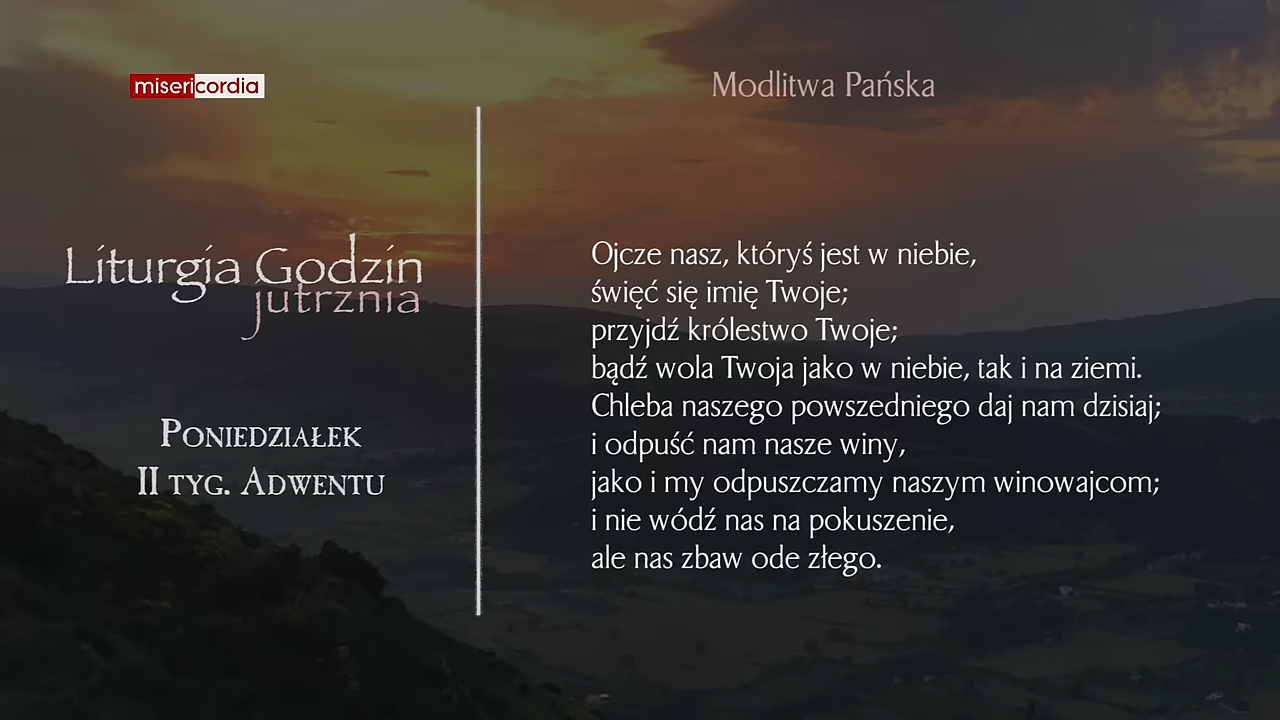 misericordia
Liturgia Godzin
jutrznia
Poniedziałek
II tyg. Adwentu
Modlitwa Pańska
Ojcze nasz, któryś jest w niebie,
święć się imię Twoje;
przyjdź królestwo Twoje;
bądź wola Twoja jako w niebie, tak i na ziemi.
Chleba naszego powszedniego daj nam dzisiaj;
i odpuść nam nasze winy,
jako i my odpuszczamy naszym winowajcom;
i nie wódź nas na pokuszenie,
ale nas zbaw ode złego.